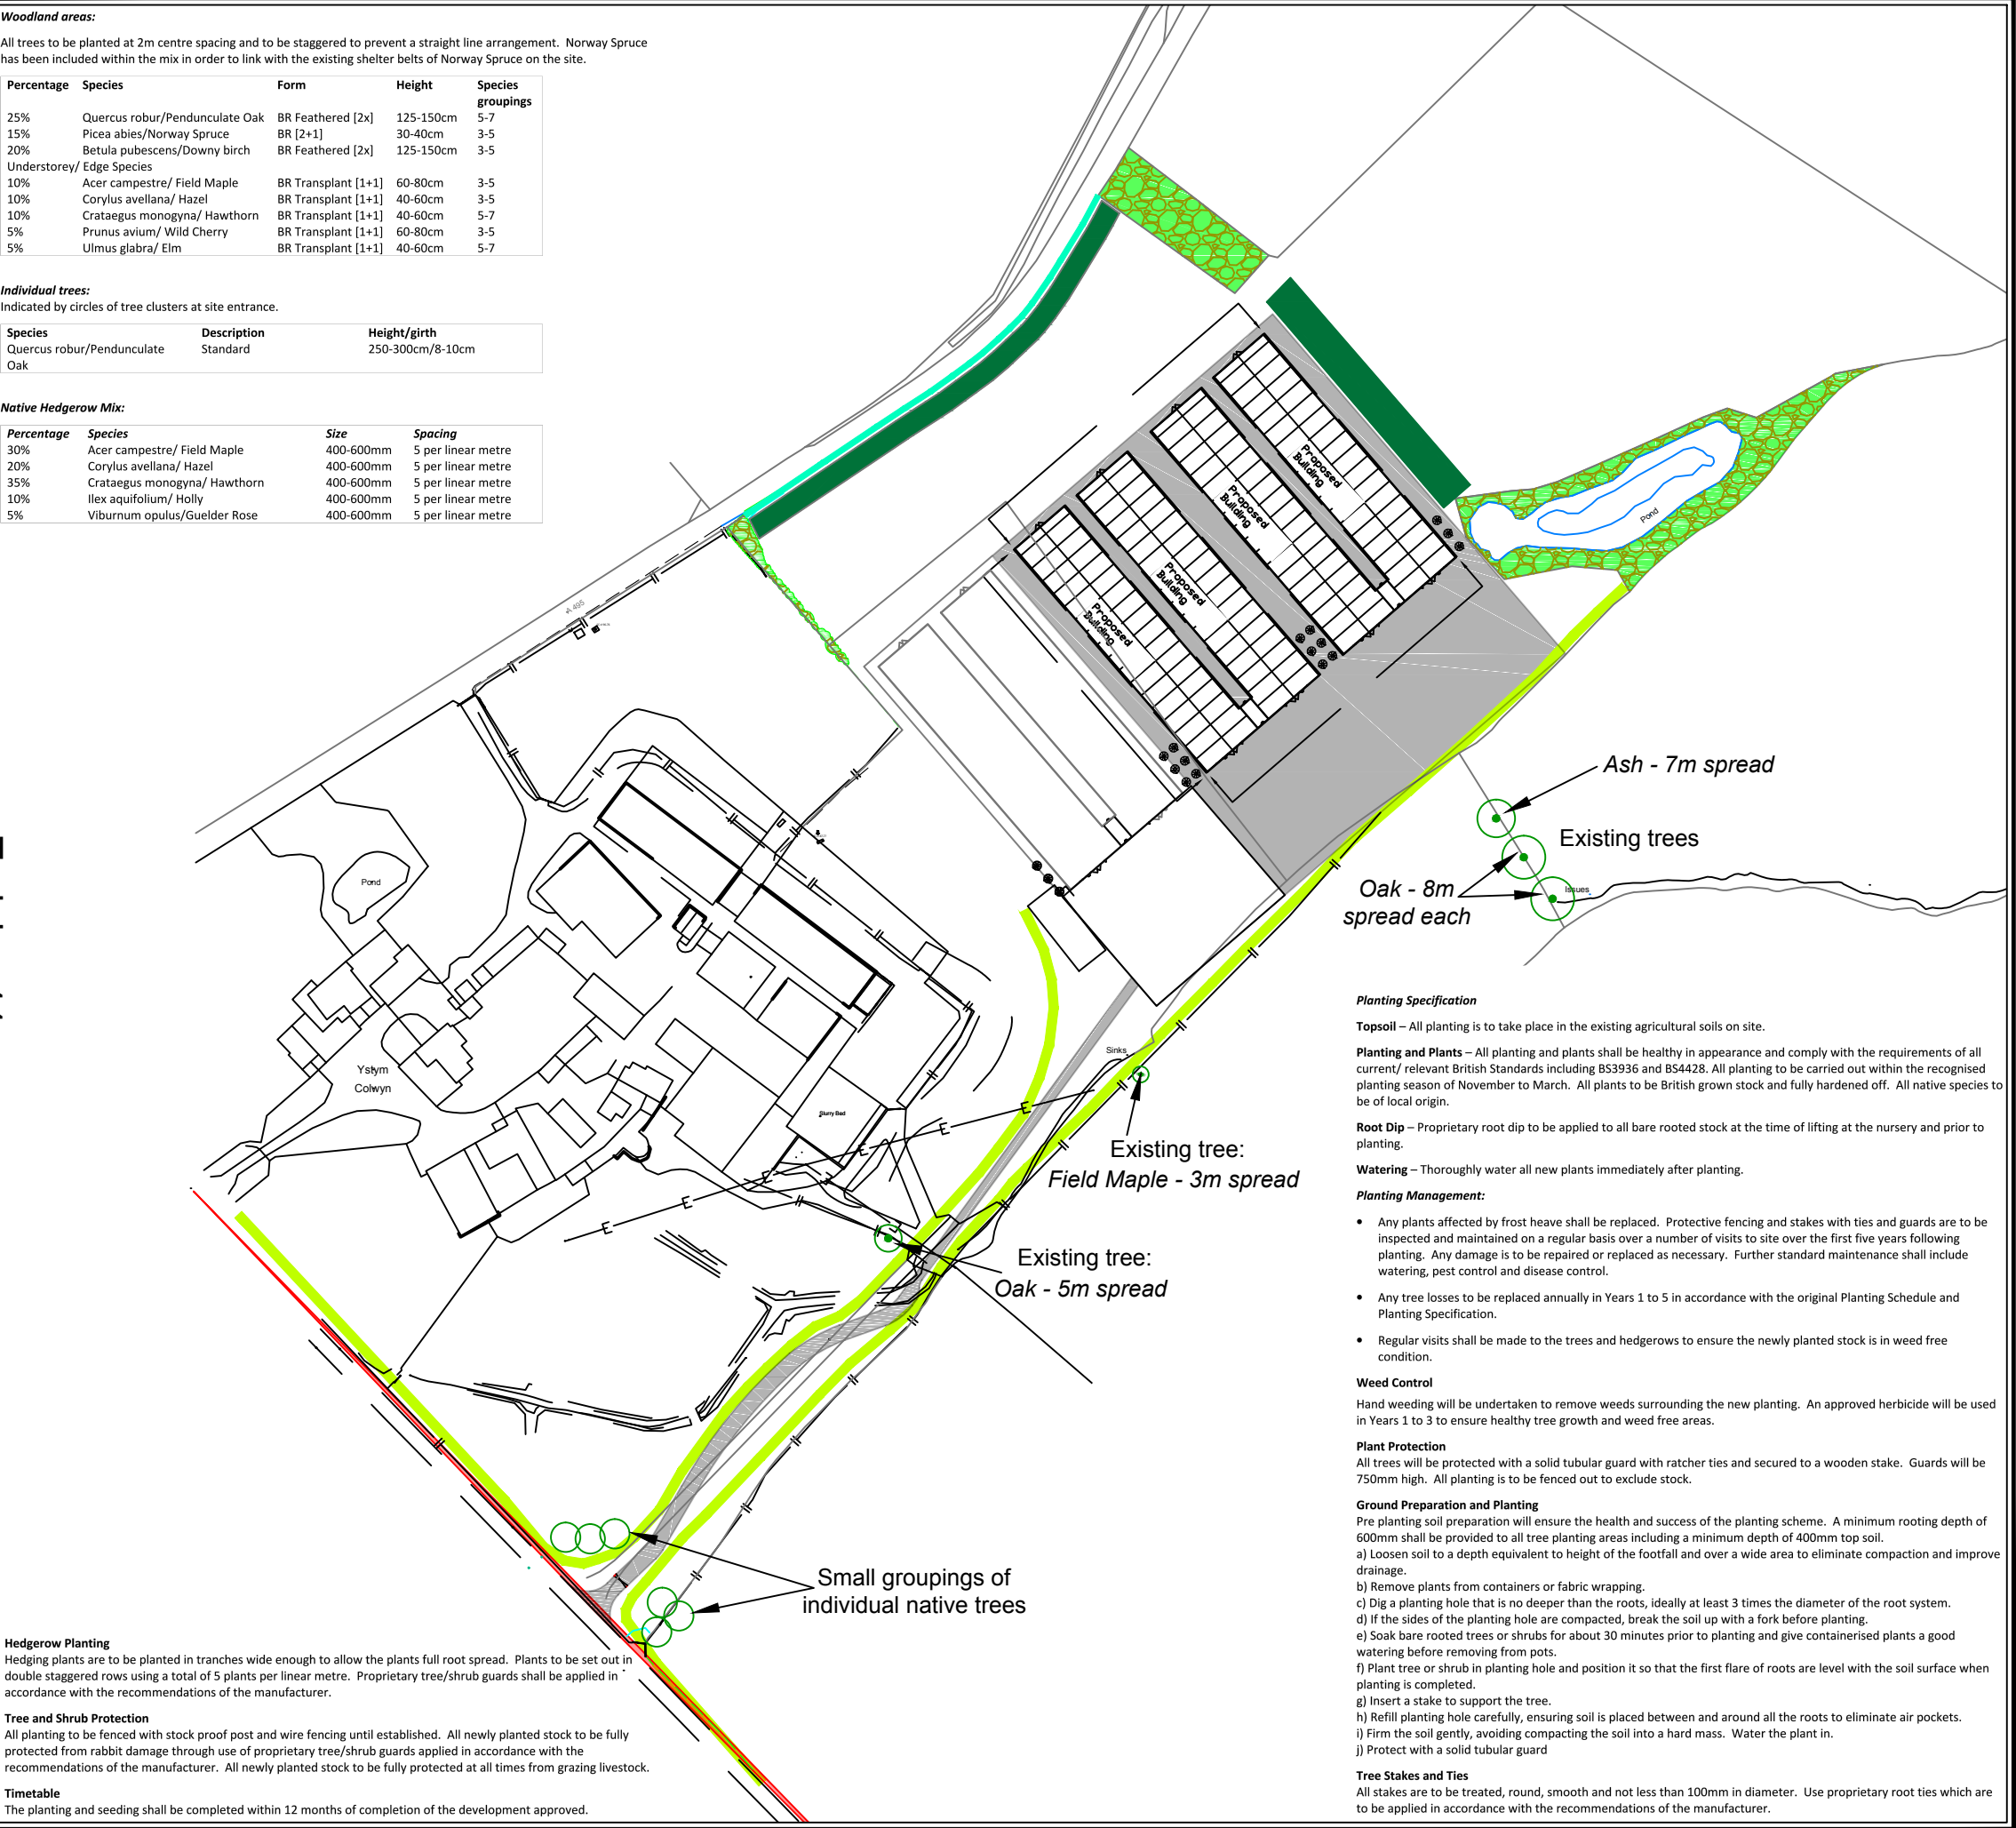 Woodland areas:
All trees to be planted at 2m centre spacing and to be staggered to prevent a straight line arrangement. Norway Spruce
has been included within the mix in order to link with the existing shelter belts of Norway Spruce on the site.
Percentage Species Form Height Species
groupings
25% Quercus robur/Pendunculate Oak BR Feathered [2x] 125-150cm 5-7
15% Picea abies/Norway Spruce BR [2+1] 30-40cm 3-5
20% Betula pubescens/Downy birch BR Feathered [2x] 125-150cm 3-5
Understorey/ Edge Species
10% Acer campestre/ Field Maple BR Transplant [1+1] 60-80cm 3-5
10% Corylus avellana/ Hazel BR Transplant [1+1] 40-60cm 3-5
10% Crataegus monogyna/ Hawthorn BR Transplant [1+1] 40-60cm 5-7
5% Prunus avium/ Wild Cherry BR Transplant [1+1] 60-80cm 3-5
5% Ulmus glabra/ Elm BR Transplant [1+1] 40-60cm 5-7
Individual trees:
Indicated by circles of tree clusters at site entrance.
Species Description Height/girth
Quercus robur/Pendunculate Standard 250-300cm/8-10cm
Oak
Native Hedgerow Mix:
Percentage Species Size Spacing
30% Acer campestre/ Field Maple 400-600mm 5 per linear metre
20% Corylus avellana/ Hazel 400-600mm 5 per linear metre
35% Crataegus monogyna/ Hawthorn 400-600mm 5 per linear metre
10% Ilex aquifolium/ Holly 400-600mm 5 per linear metre
5% Viburnum opulus/Guelder Rose 400-600mm 5 per linear metre
Proposed
Building
Proposed
Building
Proposed
Building
Proposed
Building
Pond
A 495
Ash - 7m spread
Existing trees
Oak - 8m
spread each
Issues
Pond
Ystym
Colwyn
Slurry Bed
Sinks
E
E
E
E
E
E
Existing tree:
Field Maple - 3m spread
Existing tree:
Oak - 5m spread
Small groupings of
individual native trees
Planting Specification
Topsoil – All planting is to take place in the existing agricultural soils on site.
Planting and Plants – All planting and plants shall be healthy in appearance and comply with the requirements of all
current/ relevant British Standards including BS3936 and BS4428. All planting to be carried out within the recognised
planting season of November to March. All plants to be British grown stock and fully hardened off. All native species to
be of local origin.
Root Dip – Proprietary root dip to be applied to all bare rooted stock at the time of lifting at the nursery and prior to
planting.
Watering – Thoroughly water all new plants immediately after planting.
Planting Management:
• Any plants affected by frost heave shall be replaced. Protective fencing and stakes with ties and guards are to be
inspected and maintained on a regular basis over a number of visits to site over the first five years following
planting. Any damage is to be repaired or replaced as necessary. Further standard maintenance shall include
watering, pest control and disease control.
• Any tree losses to be replaced annually in Years 1 to 5 in accordance with the original Planting Schedule and
Planting Specification.
• Regular visits shall be made to the trees and hedgerows to ensure the newly planted stock is in weed free
condition.
Weed Control
Hand weeding will be undertaken to remove weeds surrounding the new planting. An approved herbicide will be used
in Years 1 to 3 to ensure healthy tree growth and weed free areas.
Plant Protection
All trees will be protected with a solid tubular guard with ratcher ties and secured to a wooden stake. Guards will be
750mm high. All planting is to be fenced out to exclude stock.
Ground Preparation and Planting
Pre planting soil preparation will ensure the health and success of the planting scheme. A minimum rooting depth of
600mm shall be provided to all tree planting areas including a minimum depth of 400mm top soil.
a) Loosen soil to a depth equivalent to height of the footfall and over a wide area to eliminate compaction and improve
drainage.
b) Remove plants from containers or fabric wrapping.
c) Dig a planting hole that is no deeper than the roots, ideally at least 3 times the diameter of the root system.
d) If the sides of the planting hole are compacted, break the soil up with a fork before planting.
e) Soak bare rooted trees or shrubs for about 30 minutes prior to planting and give containerised plants a good
watering before removing from pots.
f) Plant tree or shrub in planting hole and position it so that the first flare of roots are level with the soil surface when
planting is completed.
g) Insert a stake to support the tree.
h) Refill planting hole carefully, ensuring soil is placed between and around all the roots to eliminate air pockets.
i) Firm the soil gently, avoiding compacting the soil into a hard mass. Water the plant in.
j) Protect with a solid tubular guard
Tree Stakes and Ties
All stakes are to be treated, round, smooth and not less than 100mm in diameter. Use proprietary root ties which are
to be applied in accordance with the recommendations of the manufacturer.
Hedgerow Planting
Hedging plants are to be planted in tranches wide enough to allow the plants full root spread. Plants to be set out in
double staggered rows using a total of 5 plants per linear metre. Proprietary tree/shrub guards shall be applied in
accordance with the recommendations of the manufacturer.
Tree and Shrub Protection
All planting to be fenced with stock proof post and wire fencing until established. All newly planted stock to be fully
protected from rabbit damage through use of proprietary tree/shrub guards applied in accordance with the
recommendations of the manufacturer. All newly planted stock to be fully protected at all times from grazing livestock.
Timetable
The planting and seeding shall be completed within 12 months of completion of the development approved.